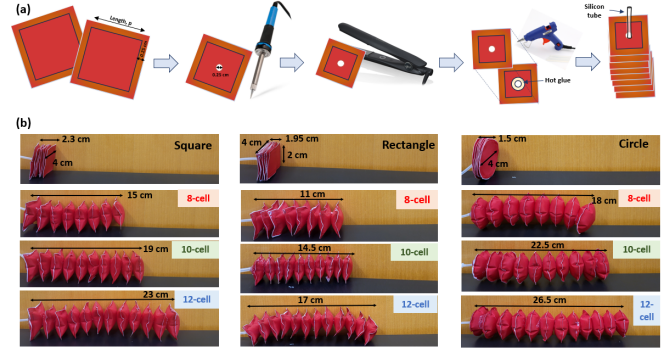 (a)
Length, p
0.25 cm
Hot glue
Silicon
tube
(b)
2.3 cm
Square
4 cm
15 cm
8-cell
19 cm
10-cell
23 cm
12-cell
1.95 cm
4 cm
Rectangle
2 cm
11 cm
8-cell
14.5 cm
10-cell
17 cm
12-cell
1.5 cm
Circle
4 cm
18 cm
8-cell
22.5 cm
10-cell
26.5 cm
12-
cell